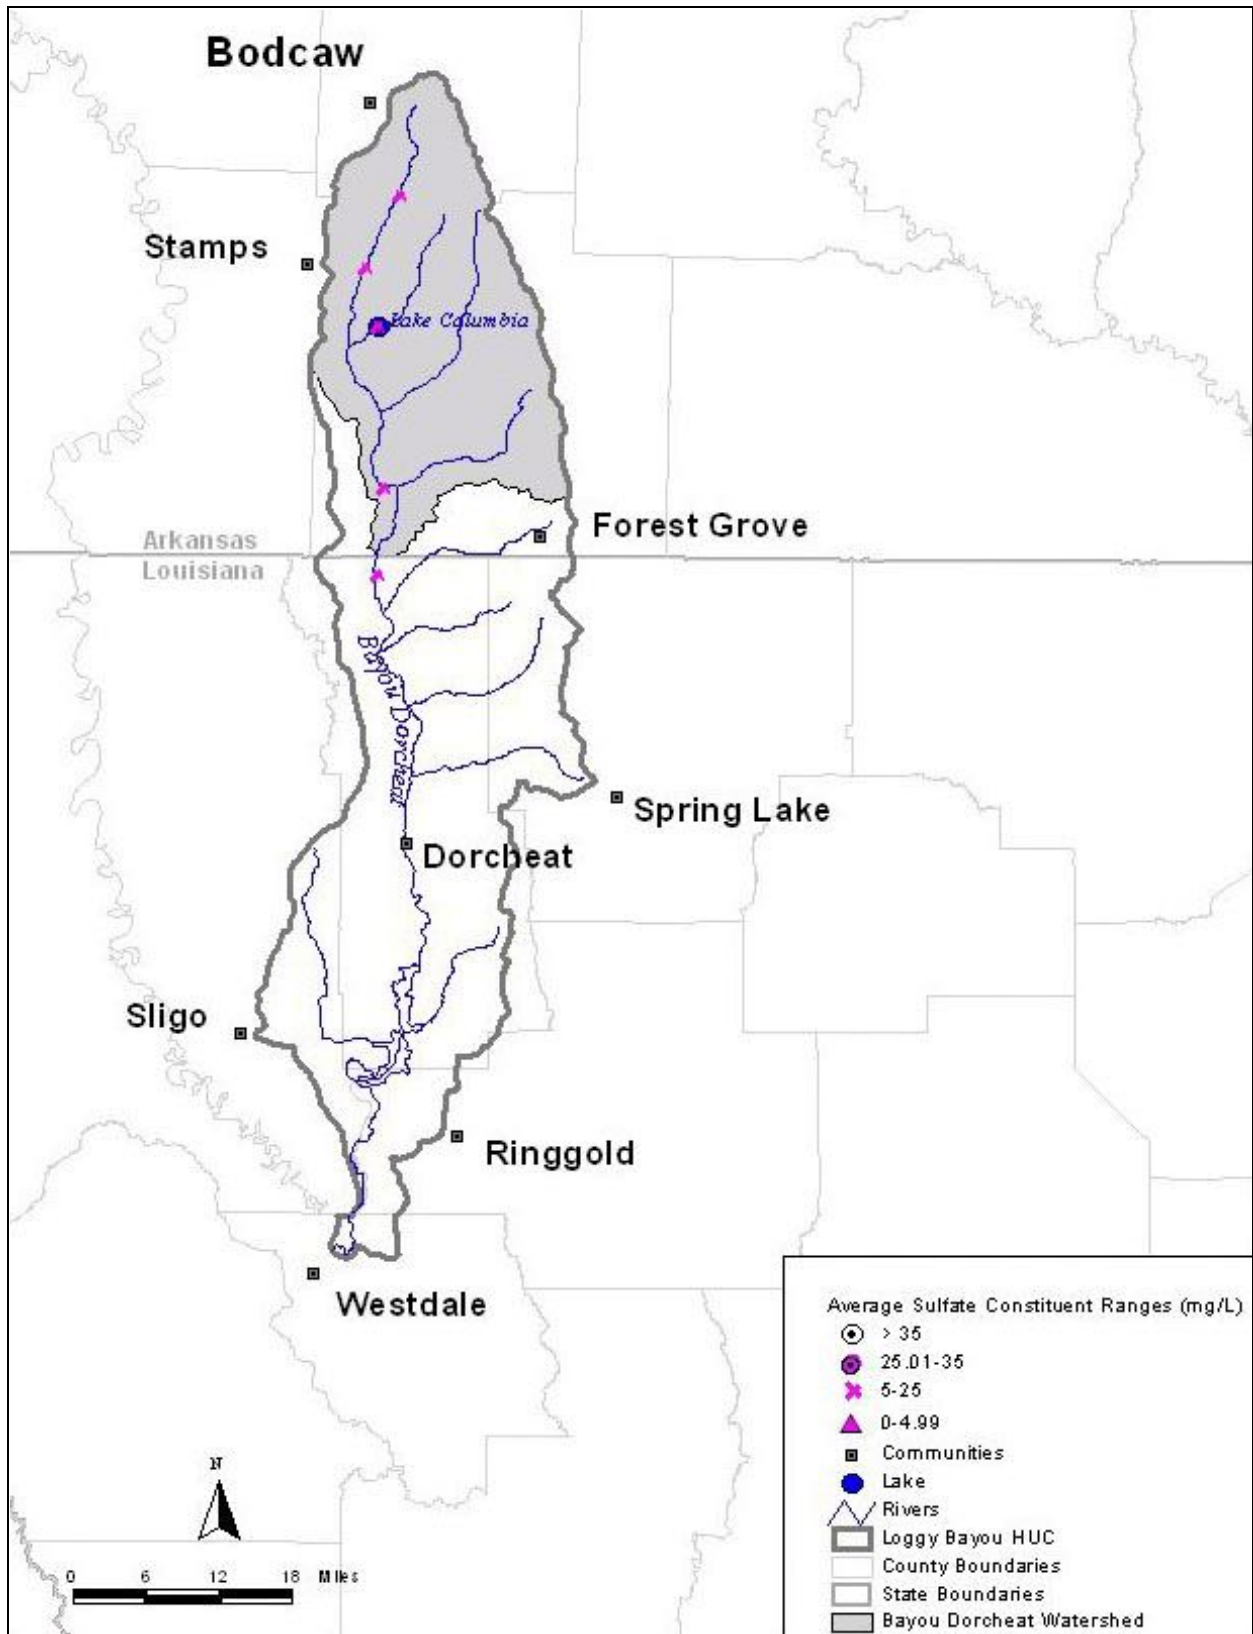 Bodcaw
Stamps
Lake Columbia
Forest Grove
Arkansas
Louisiana
Bayou Dorcheat
Spring Lake
Dorcheat
Sligo
Ringgold
Westdale
Average Sulfate Constituent Ranges (mg/L)
> 35
25.01-35
5-25
0-4.99
Communities
Lake
Rivers
Loggy Bayou HUC
County Boundaries
State Boundaries
Bayou Dorcheat Watershed
N
0 6 12 18 Miles